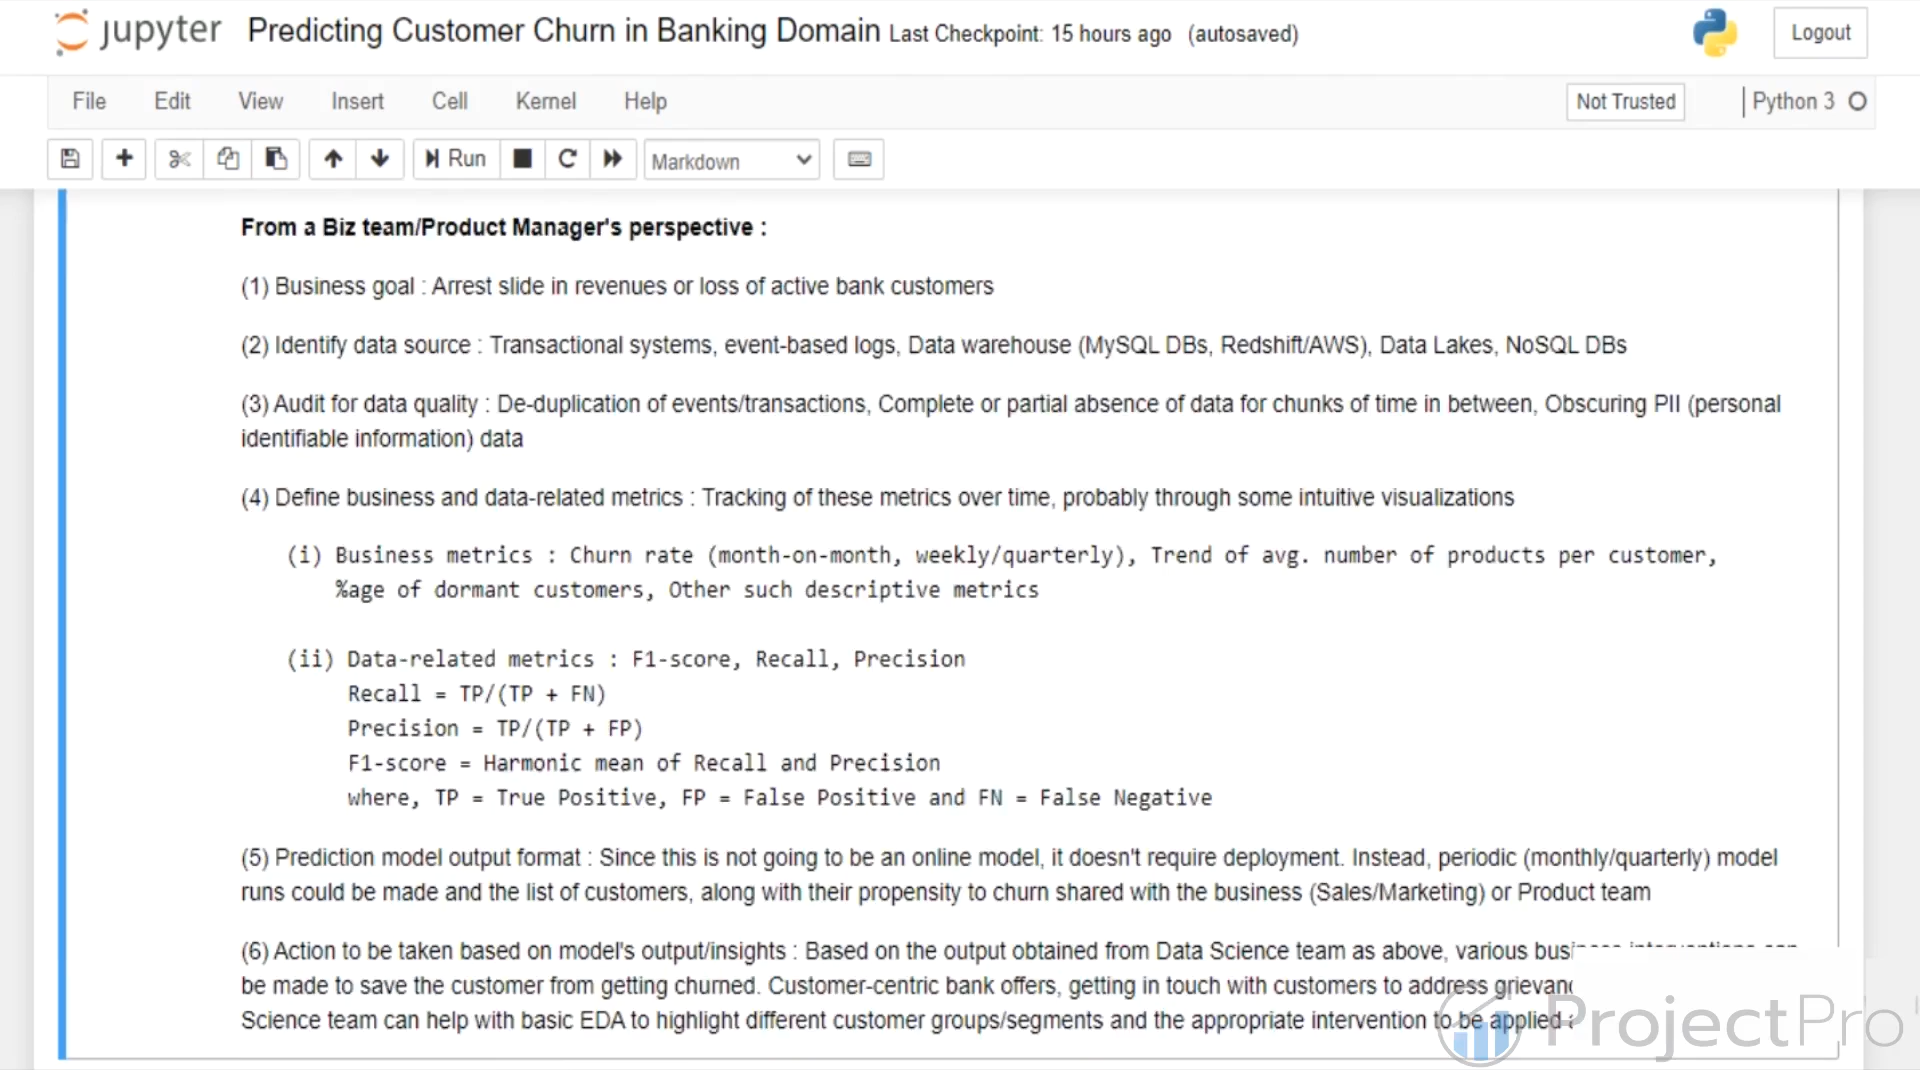 jupyter Predicting Customer Churn in Banking Domain Last Checkpoint: 15 hours ago (autosaved) Logout
File Edit View Insert Cell Kernel Help Not Trusted Python 3
Run Markdown
From a Biz team/Product Manager's perspective :
(1) Business goal : Arrest slide in revenues or loss of active bank customers
(2) Identify data source : Transactional systems, event-based logs, Data warehouse (MySQL DBs, Redshift/AWS), Data Lakes, NoSQL DBs
(3) Audit for data quality : De-duplication of events/transactions, Complete or partial absence of data for chunks of time in between, Obscuring PII (personal
identifiable information) data
(4) Define business and data-related metrics : Tracking of these metrics over time, probably through some intuitive visualizations
(i) Business metrics : Churn rate (month-on-month, weekly/quarterly), Trend of avg. number of products per customer,
%age of dormant customers, Other such descriptive metrics
(ii) Data-related metrics : F1-score, Recall, Precision
Recall = TP/(TP + FN)
Precision = TP/(TP + FP)
F1-score = Harmonic mean of Recall and Precision
where, TP = True Positive, FP = False Positive and FN = False Negative
(5) Prediction model output format : Since this is not going to be an online model, it doesn't require deployment. Instead, periodic (monthly/quarterly) model
runs could be made and the list of customers, along with their propensity to churn shared with the business (Sales/Marketing) or Product team
(6) Action to be taken based on model's output/insights : Based on the output obtained from Data Science team as above, various
be made to save the customer from getting churned. Customer-centric bank offers, getting in touch with customers to address
Science team can help with basic EDA to highlight different customer groups/segments and the appropriate intervention to be applied
ProjectPro